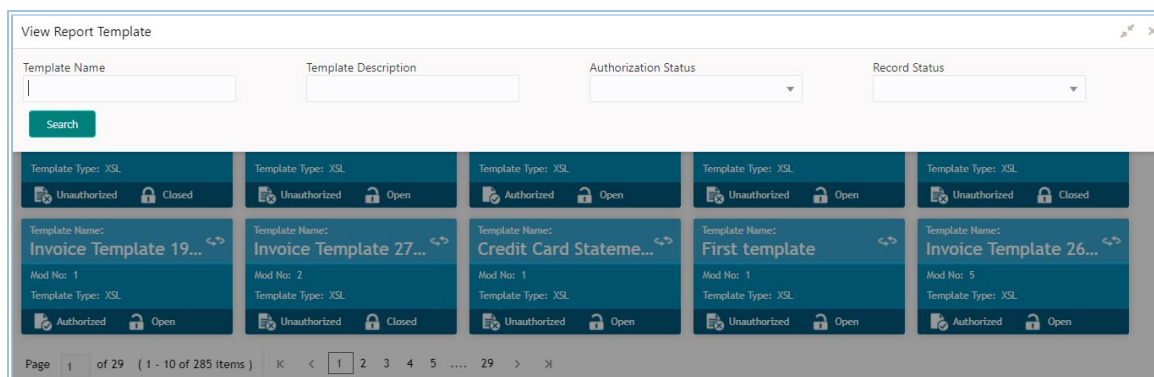 View Report Template
Template Name Template Description Authorization Status Record Status
Search
Template Type: XSL Template Type: XSL Template Type: XSL Template Type: XSL Template Type: XSL
Unauthorized Closed Unauthorized Open Authorized Open Unauthorized Open Unauthorized Closed
Template Name: Template Name: Template Name: Template Name: Template Name:
Invoice Template 19... Invoice Template 27... Credit Card Stateme... First template Invoice Template 26...
Mod No: 1 Mod No: 2 Mod No: 1 Mod No: 1 Mod No: 5
Template Type: XSL Template Type: XSL Template Type: XSL Template Type: XSL Template Type: XSL
Authorized Open Unauthorized Closed Unauthorized Open Unauthorized Open Authorized Open
Page 1 of 29 ( 1 - 10 of 285 items ) K < 1 2 3 4 5 .... 29 > X